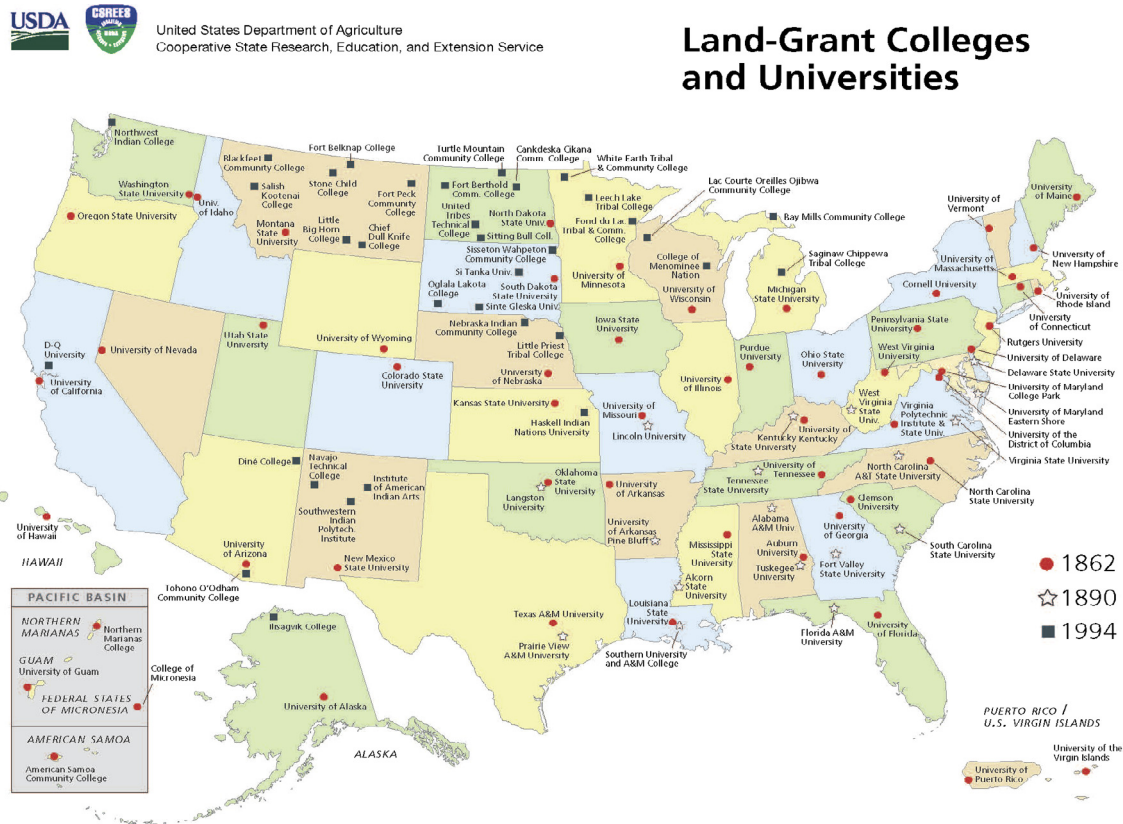 USDA
CSREES
United States Department of Agriculture
Cooperative State Research, Education, and Extension Service
Land-Grant Colleges
and Universities
Northwest
Indian College
Washington
State University
Univ.
of Idaho
Oregon State University
Blackfeet
Community College
Fort Belknap College
Salish
Kootenai
College
Stone Child
College
Fort Peck
Community
College
Montana
State
University
Little
Big Horn
College
Chief
Dull Knife
College
Turtle Mountain
Community College
Cankdeska Cikana
Comm. College
Fort Berthold
Comm. College
United
Tribes
Technical
College
North Dakota
State Univ.
Sitting Bull Coll.
White Earth Tribal
& Community College
Leech Lake
Tribal College
Fond du Lac
Tribal & Comm.
College
Lac Courte Oreilles Ojibwa
Community College
Bay Mills Community College
Saginaw Chippewa
Tribal College
Sisseton Wahpeton
Community College
Si Tanka Univ.
Oglala Lakota
College
South Dakota
State University
Sinte Gleska Univ.
University of
Minnesota
College of
Menominee
Nation
University of
Wisconsin
Michigan
State University
University of
Vermont
University
of Maine
University of
New Hampshire
University of
Massachusetts
Cornell University
University of
Rhode Island
University
of Connecticut
Rutgers University
University of Delaware
Delaware State University
University of Maryland
College Park
University of Maryland
Eastern Shore
University of the
District of Columbia
Virginia State University
Pennsylvania State
University
West Virginia
University
West
Virginia
State
Univ.
Virginia
Polytechnic
Institute &
State Univ.
D-Q
University
University
of California
University of Nevada
Utah State
University
University of Wyoming
Colorado State
University
Nebraska Indian
Community College
Little Priest
Tribal College
University
of Nebraska
Iowa State
University
Kansas State University
Haskell Indian
Nations University
University of
Missouri
Lincoln University
University
of Illinois
Purdue
University
Ohio State
University
Kentucky
State University
University of
Kentucky
Tennessee
State University
University of
Tennessee
North Carolina
A&T State University
North Carolina
State University
Clemson
University
South Carolina
State University
University
of Georgia
Fort Valley
State University
Alabama
A&M Univ.
Auburn
University
Tuskegee
University
Mississippi
State
University
Alcorn
State
University
University
of Arkansas
University
of Arkansas
Pine Bluff
Oklahoma
State
University
Langston
University
Diné College
Navajo
Technical
College
Institute
of American
Indian Arts
Southwestern
Indian
Polytech.
Institute
New Mexico
State University
University
of Arizona
Tohono O'Odham
Community College
Texas A&M University
Prairie View
A&M University
Louisiana
State
University
Southern University
and A&M College
Florida A&M
University
University
of Florida
University
of Hawaii
HAWAII
Ilisagvik College
University of Alaska
ALASKA
PACIFIC BASIN
NORTHERN
MARIANAS
Northern
Marianas
College
GUAM
University of Guam
FEDERAL STATES
OF MICRONESIA
College of
Micronesia
AMERICAN SAMOA
American Samoa
Community College
1862
1890
1994
PUERTO RICO /
U.S. VIRGIN ISLANDS
University of the
Virgin Islands
University of
Puerto Rico